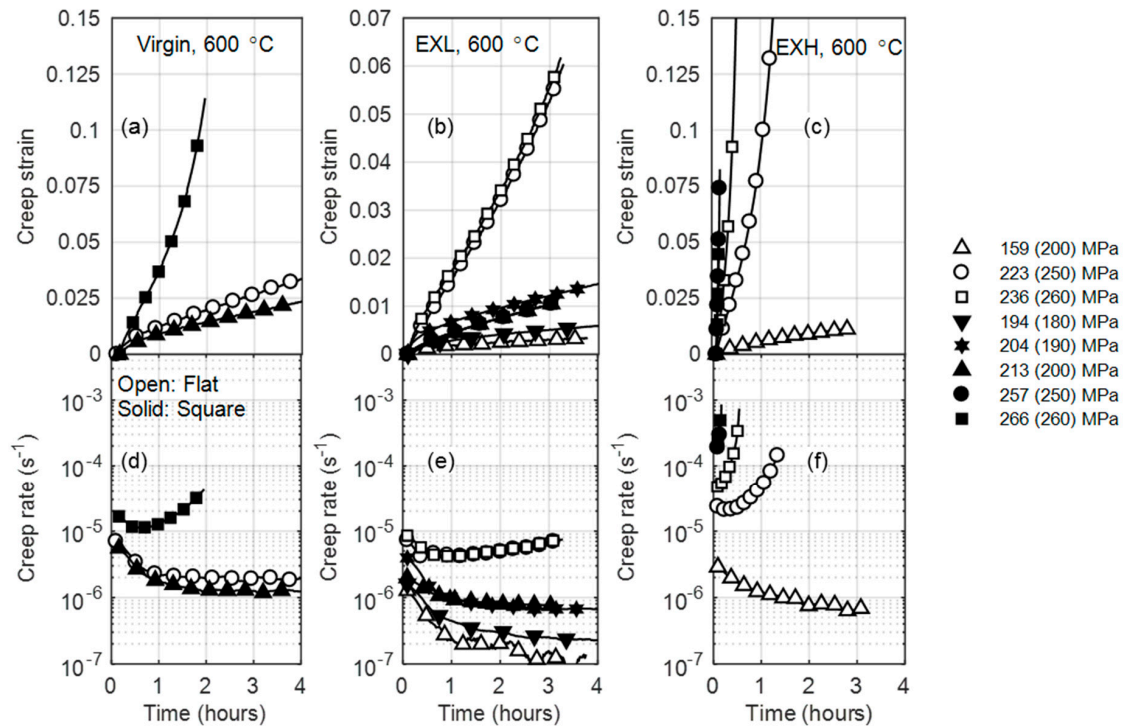 0.15
0.125
0.1
0.075
0.05
0.025
0
Creep strain
Virgin, 600 °C
(a)
0.07
0.06
0.05
0.04
0.03
0.02
0.01
0
Creep strain
EXL, 600 °C
(b)
0.15
0.125
0.1
0.075
0.05
0.025
0
Creep strain
EXH, 600 °C
(c)
159 (200) MPa
223 (250) MPa
236 (260) MPa
194 (180) MPa
204 (190) MPa
213 (200) MPa
257 (250) MPa
266 (260) MPa
Open: Flat
Solid: Square
(d)
10⁻³
10⁻⁴
10⁻⁵
10⁻⁶
10⁻⁷
Creep rate (s⁻¹)
0 1 2 3 4
Time (hours)
(e)
10⁻³
10⁻⁴
10⁻⁵
10⁻⁶
10⁻⁷
Creep rate (s⁻¹)
0 1 2 3 4
Time (hours)
(f)
10⁻³
10⁻⁴
10⁻⁵
10⁻⁶
10⁻⁷
Creep rate (s⁻¹)
0 1 2 3 4
Time (hours)